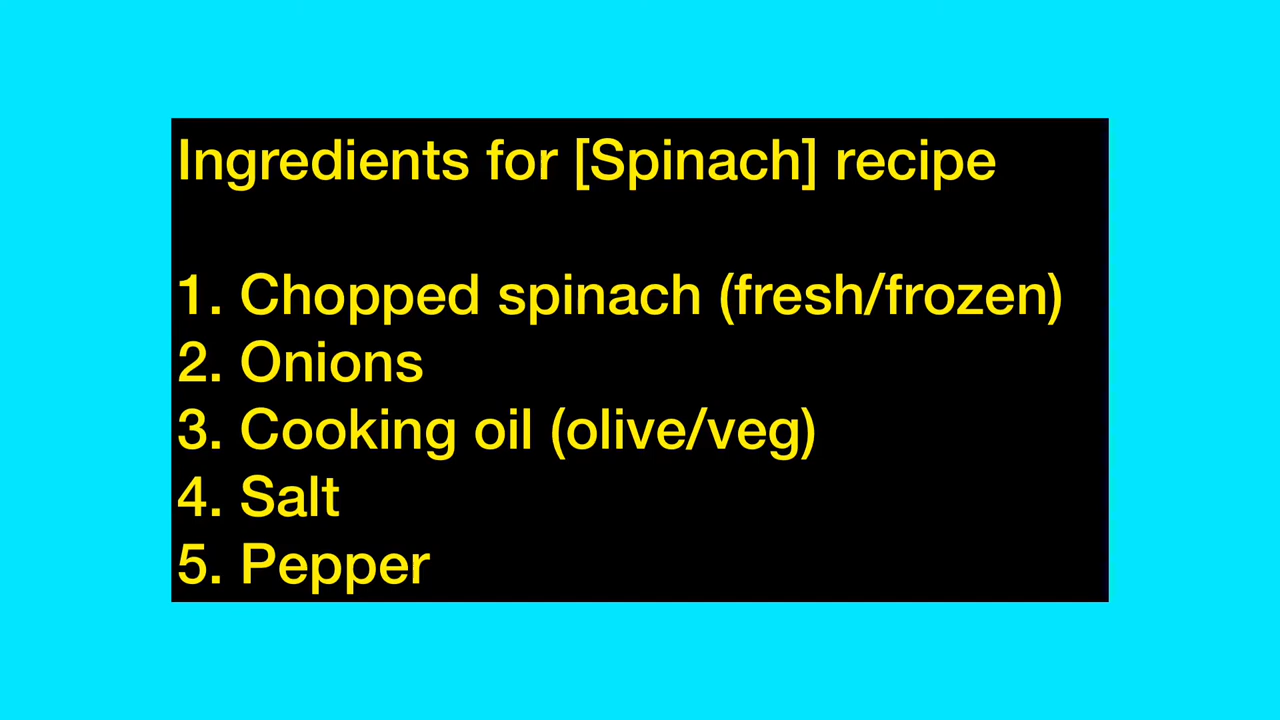 Ingredients for [Spinach] recipe
1. Chopped spinach (fresh/frozen)
2. Onions
3. Cooking oil (olive/veg)
4. Salt
5. Pepper